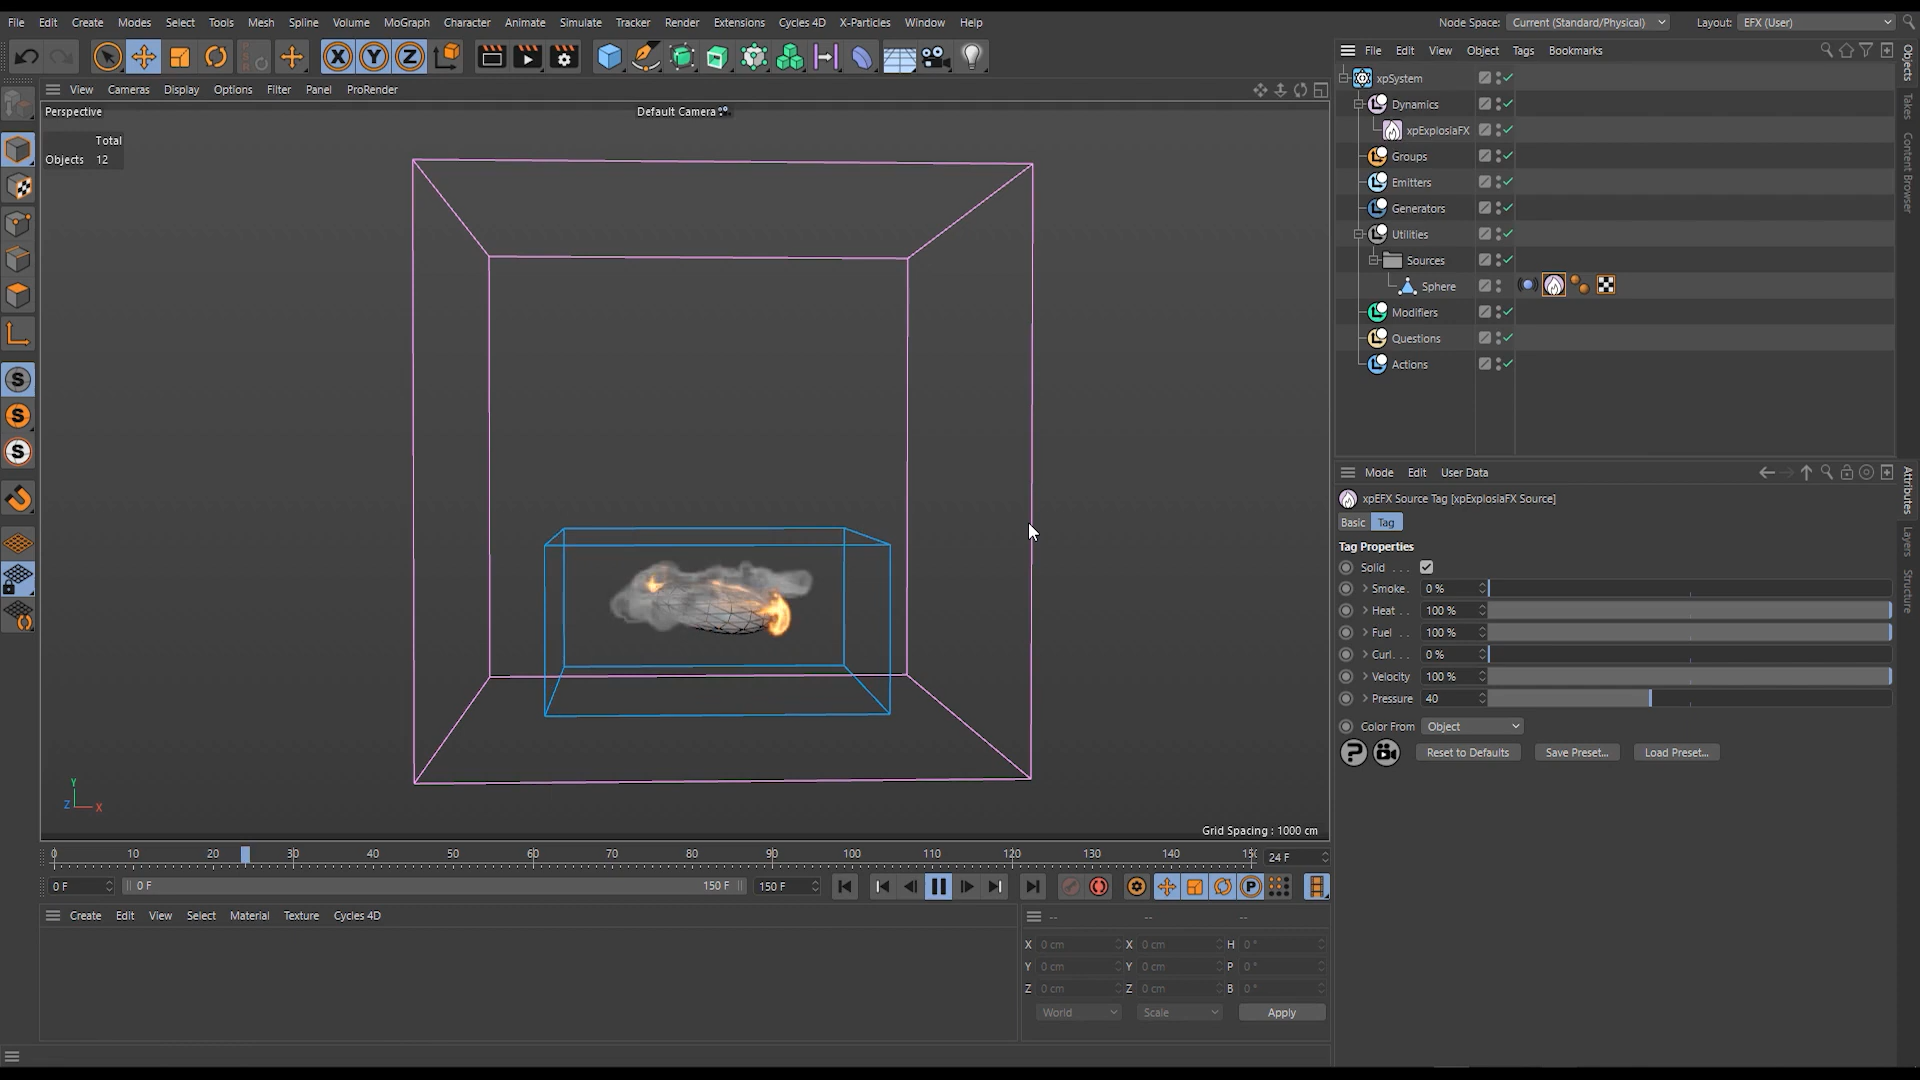 File Edit Create Modes Select Tools Mesh Spline Volume MoGraph Character Animate Simulate Tracker Render Extensions Cycles 4D X-Particles Window Help
Node Space: Current (Standard/Physical) Layout: EFX (User)
X Y Z
File Edit View Object Tags Bookmarks
View Cameras Display Options Filter Panel ProRender
Perspective
Default Camera
Total
Objects 12
xpSystem
Dynamics
xpExplosiaFX
Groups
Emitters
Generators
Utilities
Sources
Sphere
Modifiers
Questions
Actions
Objects
Takes
Content Browser
Mode Edit User Data
xpEFX Source Tag [xpExplosiaFX Source]
Basic Tag
Tag Properties
Solid . . .
Smoke . 0 %
Heat . . 100 %
Fuel . . 100 %
Curl . . . 0 %
Velocity 100 %
Pressure 40
Color From Object
Reset to Defaults Save Preset... Load Preset...
Attributes
Layers
Structure
S
S
S
Y
Z X
Grid Spacing : 1000 cm
0 10 20 30 40 50 60 70 80 90 100 110 120 130 140 24 F
0 F 0 F 150 F 150 F
P
Create Edit View Select Material Texture Cycles 4D
-- -- --
X 0 cm X 0 cm H 0 °
Y 0 cm Y 0 cm P 0 °
Z 0 cm Z 0 cm B 0 °
World Scale Apply